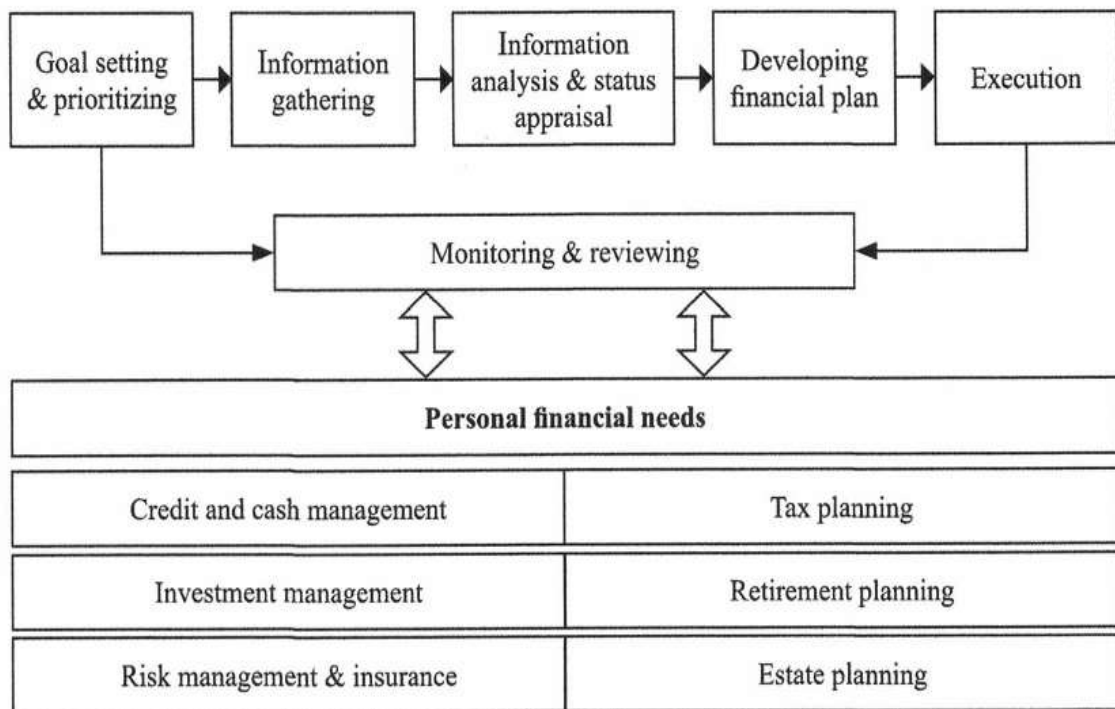 Goal setting
& prioritizing
Information
gathering
Information
analysis & status
appraisal
Developing
financial plan
Execution
Monitoring & reviewing
Personal financial needs
Credit and cash management
Tax planning
Investment management
Retirement planning
Risk management & insurance
Estate planning